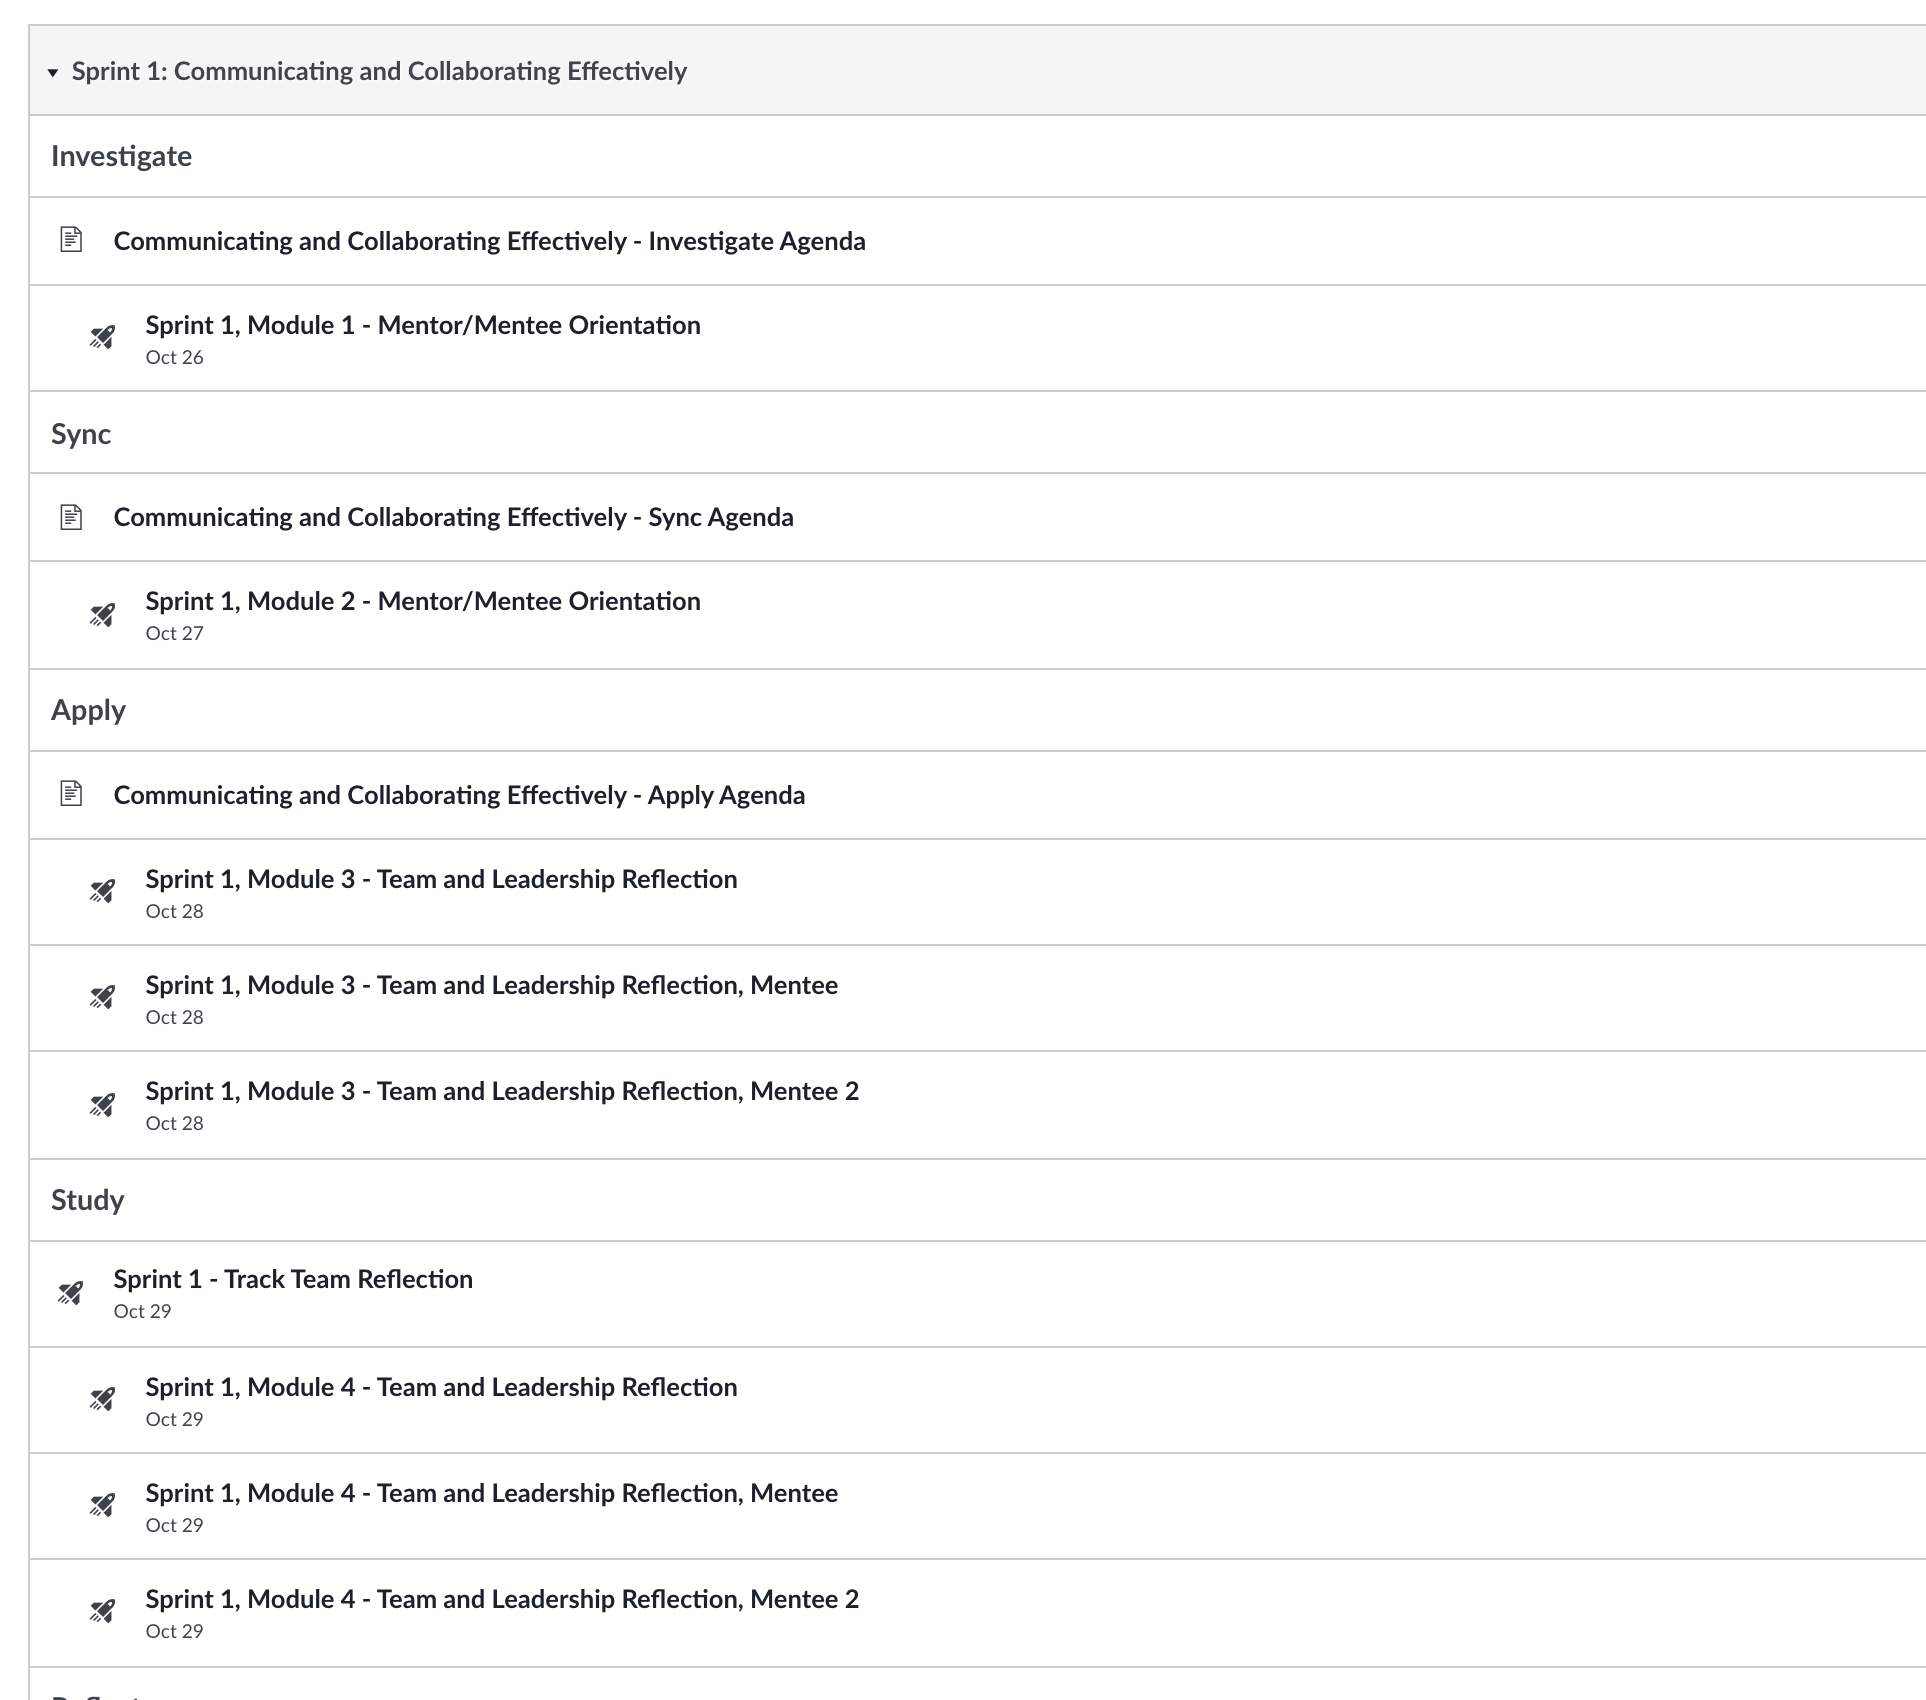 Sprint 1: Communicating and Collaborating Effectively
Investigate
Communicating and Collaborating Effectively - Investigate Agenda
Sprint 1, Module 1 - Mentor/Mentee Orientation
Oct 26
Sync
Communicating and Collaborating Effectively - Sync Agenda
Sprint 1, Module 2 - Mentor/Mentee Orientation
Oct 27
Apply
Communicating and Collaborating Effectively - Apply Agenda
Sprint 1, Module 3 - Team and Leadership Reflection
Oct 28
Sprint 1, Module 3 - Team and Leadership Reflection, Mentee
Oct 28
Sprint 1, Module 3 - Team and Leadership Reflection, Mentee 2
Oct 28
Study
Sprint 1 - Track Team Reflection
Oct 29
Sprint 1, Module 4 - Team and Leadership Reflection
Oct 29
Sprint 1, Module 4 - Team and Leadership Reflection, Mentee
Oct 29
Sprint 1, Module 4 - Team and Leadership Reflection, Mentee 2
Oct 29